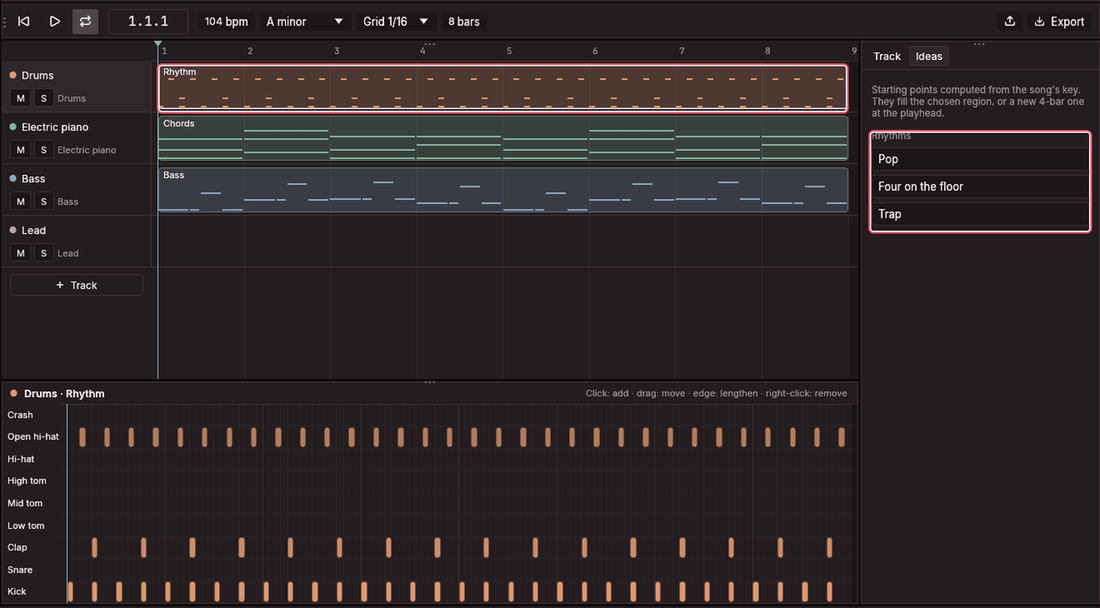 1.1.1 104 bpm A minor Grid 1/16 8 bars Export
1 2 3 4 5 6 7 8 9
Track Ideas
Starting points computed from the song's key.
They fill the chosen region, or a new 4-bar one
at the playhead.
Rhythms
Pop
Four on the floor
Trap
Drums
M S Drums
Rhythm
Electric piano
M S Electric piano
Chords
Bass
M S Bass
Bass
Lead
M S Lead
+ Track
Drums · Rhythm
Click: add · drag: move · edge: lengthen · right-click: remove
Crash
Open hi-hat
Hi-hat
High tom
Mid tom
Low tom
Clap
Snare
Kick